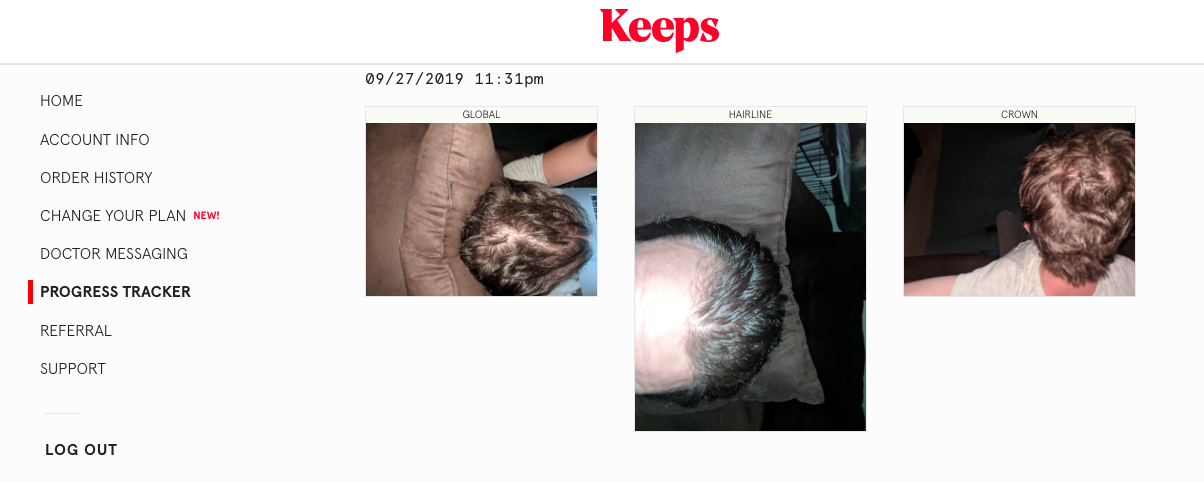 Keeps
09/27/2019 11:31pm
HOME
ACCOUNT INFO
ORDER HISTORY
CHANGE YOUR PLAN NEW!
DOCTOR MESSAGING
PROGRESS TRACKER
REFERRAL
SUPPORT
LOG OUT
GLOBAL
HAIRLINE
CROWN